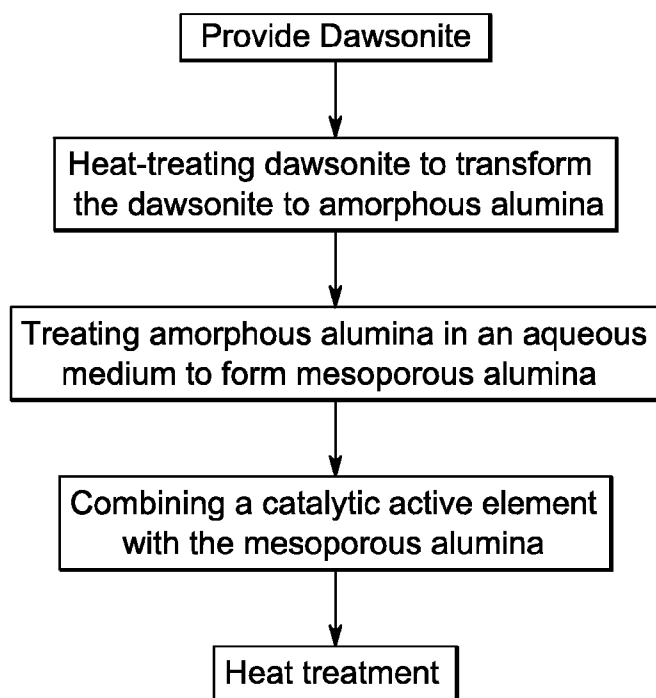 Provide Dawsonite
Heat-treating dawsonite to transform
the dawsonite to amorphous alumina
Treating amorphous alumina in an aqueous
medium to form mesoporous alumina
Combining a catalytic active element
with the mesoporous alumina
Heat treatment